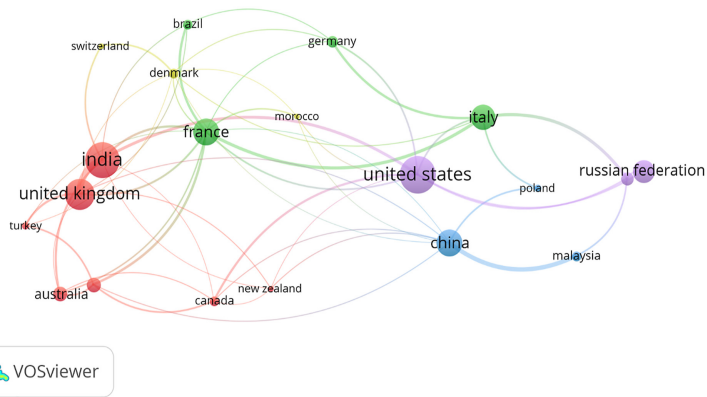 brazil
germany
switzerland
denmark
morocco
italy
france
india
united states
russian federation
united kingdom
poland
turkey
china
malaysia
australia
new zealand
canada
VOSviewer